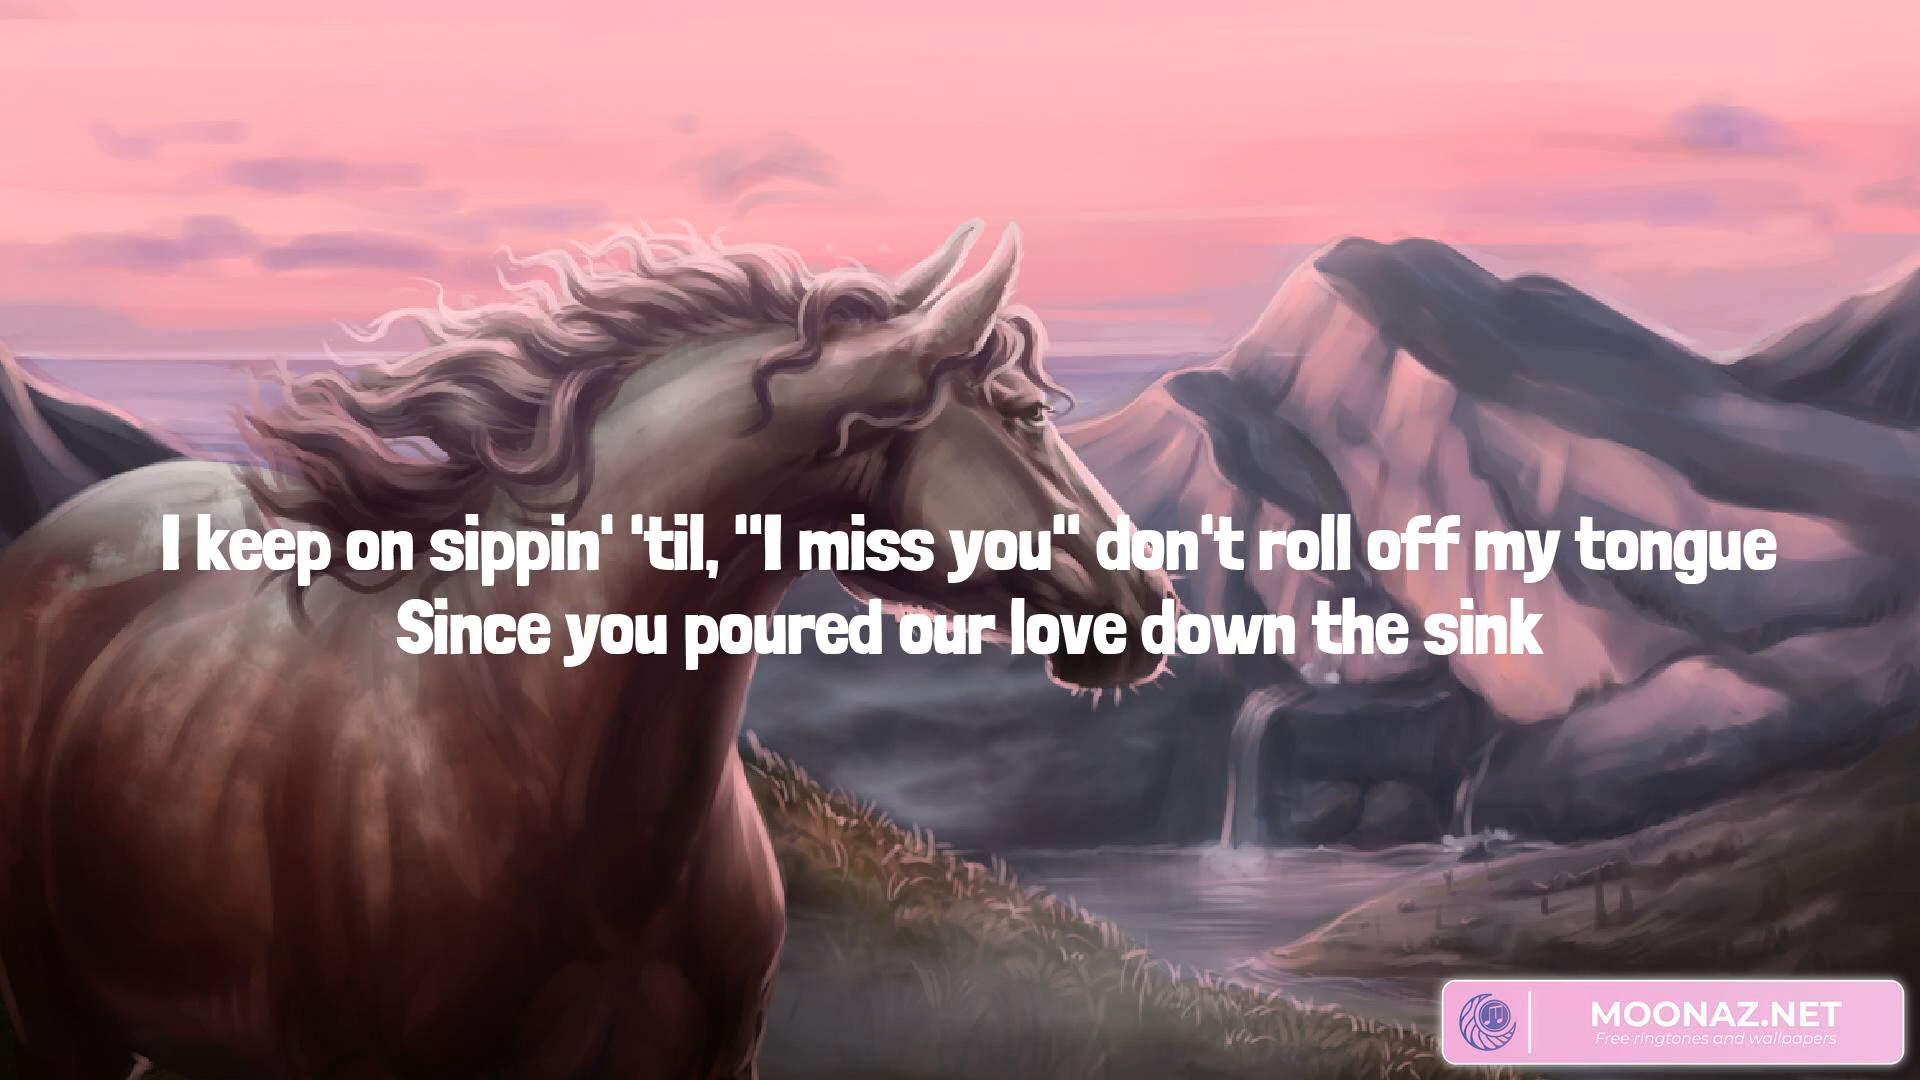 I keep on sippin' 'til, "I miss you" don't roll off my tongue
Since you poured our love down the sink
MOONAZ.NET
Free ringtones and wallpapers